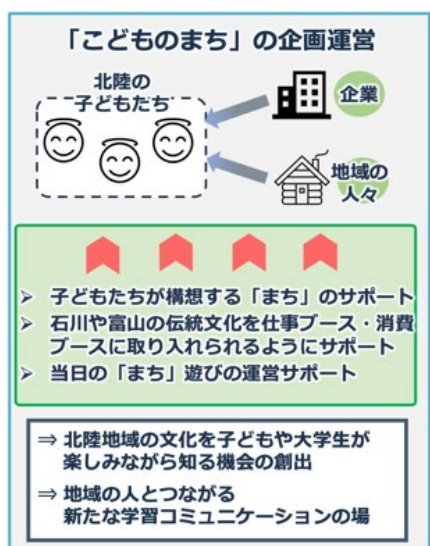 「こどものまち」の企画運営
北陸の
子どもたち
企業
地域の
人々
➢ 子どもたちが構想する「まち」のサポート
➢ 石川や富山の伝統文化を仕事ブース・消費
ブースに取り入れられるようにサポート
➢ 当日の「まち」遊びの運営サポート
⇒ 北陸地域の文化を子どもや大学生が
楽しみながら知る機会の創出
⇒ 地域の人とつながる
新たな学習コミュニケーションの場